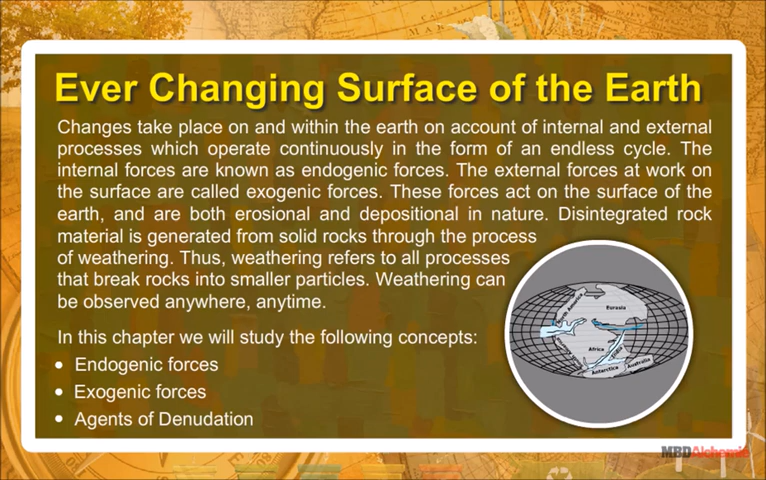 Ever Changing Surface of the Earth
Changes take place on and within the earth on account of internal and external
processes which operate continuously in the form of an endless cycle. The
internal forces are known as endogenic forces. The external forces at work on
the surface are called exogenic forces. These forces act on the surface of the
earth, and are both erosional and depositional in nature. Disintegrated rock
material is generated from solid rocks through the process
of weathering. Thus, weathering refers to all processes
that break rocks into smaller particles. Weathering can
be observed anywhere, anytime.
In this chapter we will study the following concepts:
• Endogenic forces
• Exogenic forces
• Agents of Denudation
North America
Eurasia
Africa
Antarctica
Australia
MBDAlchemie